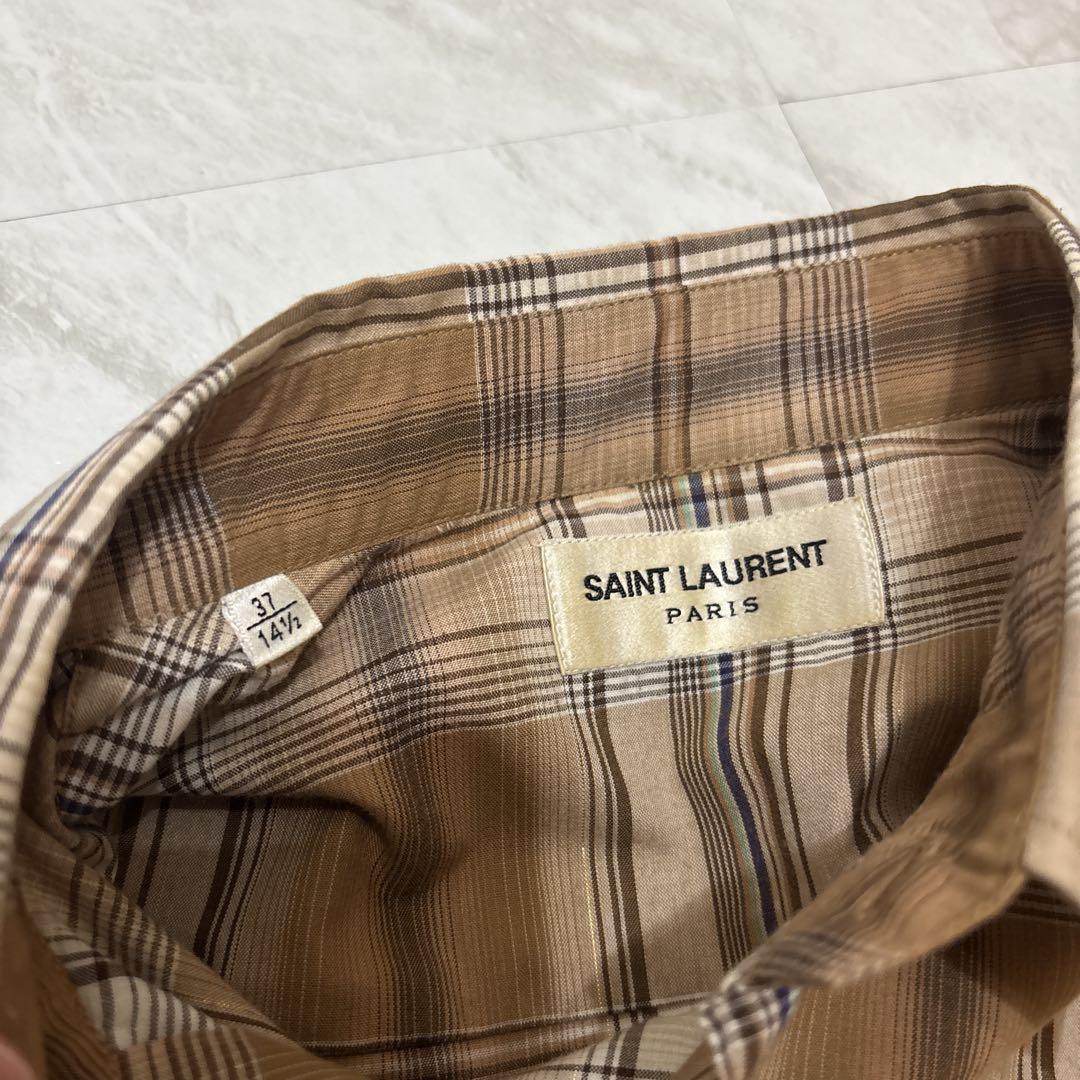 SAINT LAURENT
PARIS
37
14½